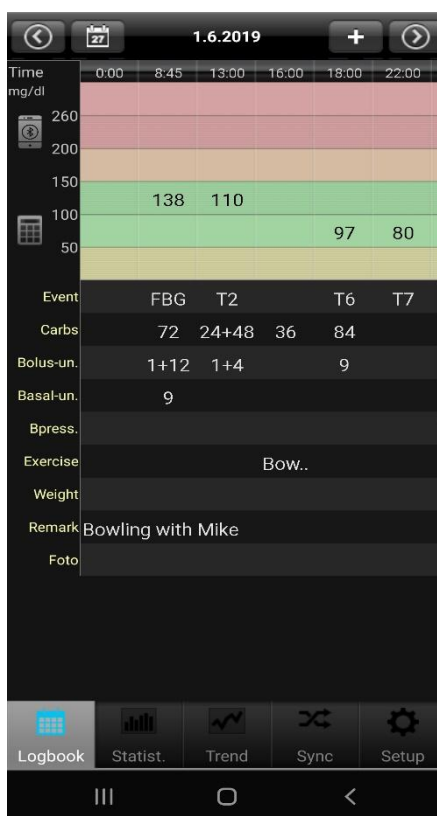 27 1.6.2019 +
Time 0:00 8:45 13:00 16:00 18:00 22:00
mg/dl
260
200
150
138 110
100
97 80
50
Event FBG T2 T6 T7
Carbs 72 24+48 36 84
Bolus-un. 1+12 1+4 9
Basal-un. 9
Bpress.
Exercise Bow..
Weight
Remark Bowling with Mike
Foto
Logbook Statist. Trend Sync Setup